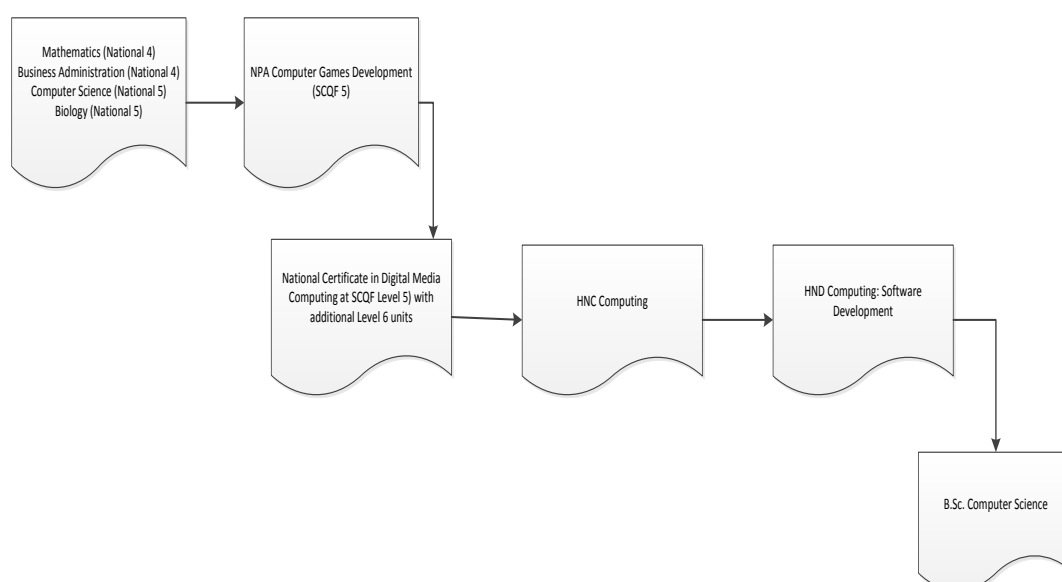 Mathematics (National 4)
Business Administration (National 4)
Computer Science (National 5)
Biology (National 5)
NPA Computer Games Development
(SCQF 5)
National Certificate in Digital Media
Computing at SCQF Level 5) with
additional Level 6 units
HNC Computing
HND Computing: Software
Development
B.Sc. Computer Science